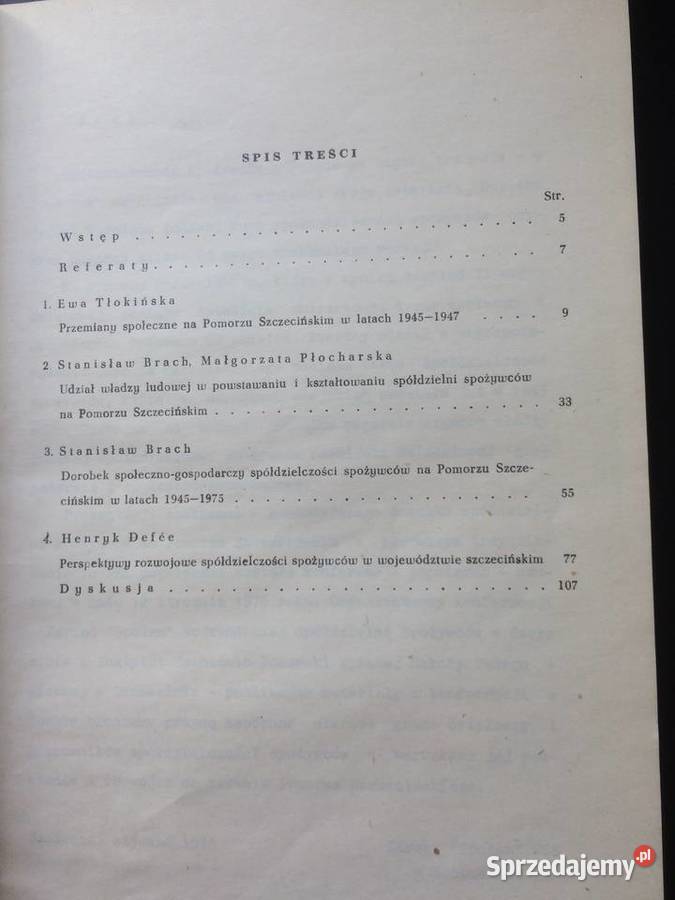 SPIS TREŚCI
Str.
Wstęp . . . . . . . . . . . . . . . . . . . . . . . . . 5
Referaty . . . . . . . . . . . . . . . . . . . . . . . . 7
1. Ewa Tłokińska
Przemiany społeczne na Pomorzu Szczecińskim w latach 1945—1947 . . . . 9
2. Stanisław Brach, Małgorzata Płocharska
Udział władzy ludowej w powstawaniu i kształtowaniu spółdzielni spożywców
na Pomorzu Szczecińskim . . . . . . . . . . . . . . . . . . . . 33
3. Stanisław Brach
Dorobek społeczno-gospodarczy spółdzielczości spożywców na Pomorzu Szcze-
cińskim w latach 1945—1975 . . . . . . . . . . . . . . . . . . . 55
4. Henryk Defée
Perspektywy rozwojowe spółdzielczości spożywców w województwie szczecińskim 77
Dyskusja . . . . . . . . . . . . . . . . . . . . . . . . 107
Sprzedajemy.pl